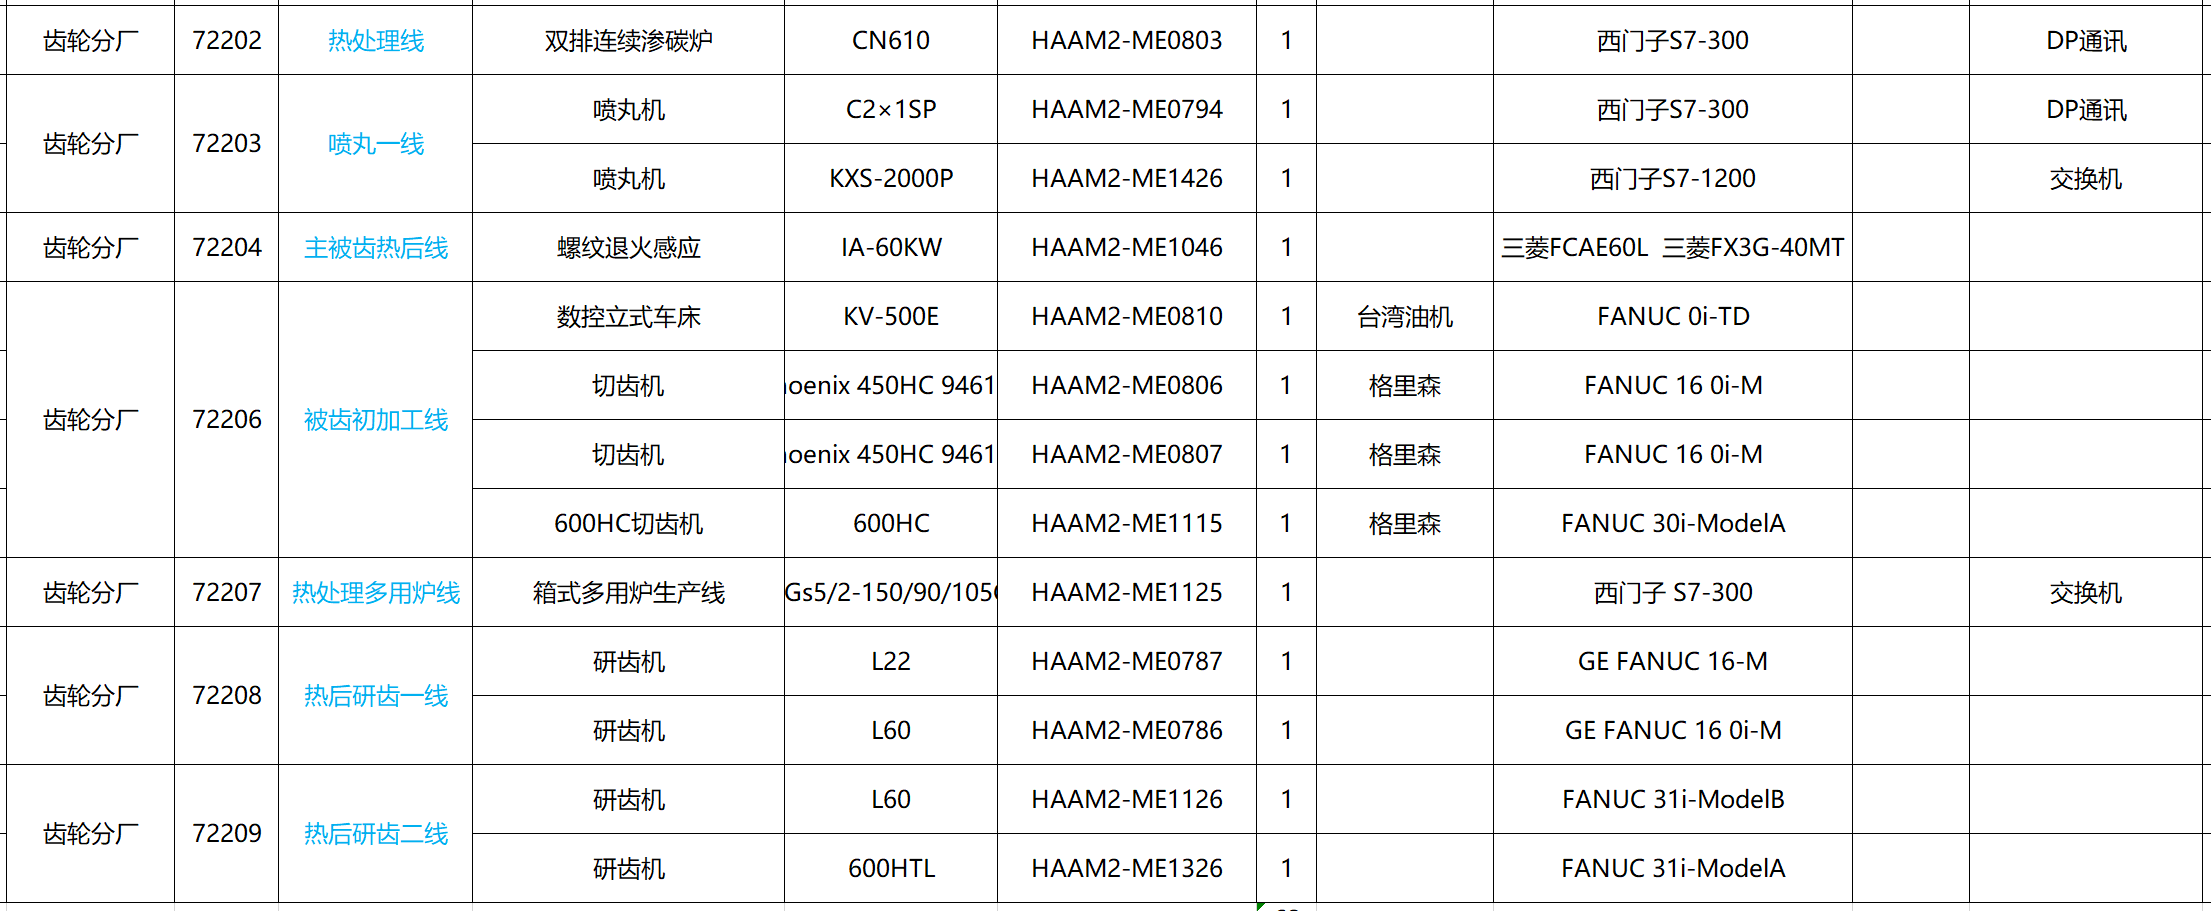 齿轮分厂 72202 热处理线 双排连续渗碳炉 CN610 HAAM2-ME0803 1 西门子S7-300 DP通讯
齿轮分厂 72203 喷丸一线 喷丸机 C2×1SP HAAM2-ME0794 1 西门子S7-300 DP通讯
喷丸机 KXS-2000P HAAM2-ME1426 1 西门子S7-1200 交换机
齿轮分厂 72204 主被齿热后线 螺纹退火感应 IA-60KW HAAM2-ME1046 1 三菱FCAE60L 三菱FX3G-40MT
齿轮分厂 72206 被齿初加工线 数控立式车床 KV-500E HAAM2-ME0810 1 台湾油机 FANUC 0i-TD
切齿机 oenix 450HC 9461 HAAM2-ME0806 1 格里森 FANUC 16 0i-M
切齿机 oenix 450HC 9461 HAAM2-ME0807 1 格里森 FANUC 16 0i-M
600HC切齿机 600HC HAAM2-ME1115 1 格里森 FANUC 30i-ModelA
齿轮分厂 72207 热处理多用炉线 箱式多用炉生产线 Gs5/2-150/90/105 HAAM2-ME1125 1 西门子 S7-300 交换机
齿轮分厂 72208 热后研齿一线 研齿机 L22 HAAM2-ME0787 1 GE FANUC 16-M
研齿机 L60 HAAM2-ME0786 1 GE FANUC 16 0i-M
齿轮分厂 72209 热后研齿二线 研齿机 L60 HAAM2-ME1126 1 FANUC 31i-ModelB
研齿机 600HTL HAAM2-ME1326 1 FANUC 31i-ModelA